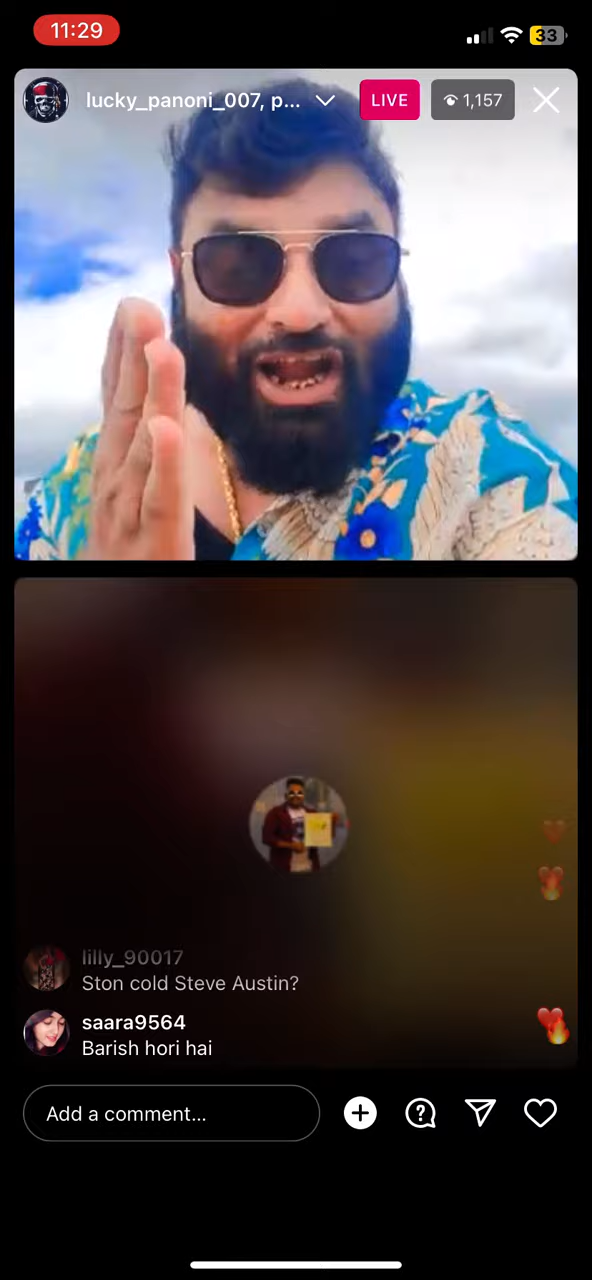 11:29
33
lucky_panoni_007, p...
LIVE
1,157
lilly_90017
Ston cold Steve Austin?
saara9564
Barish hori hai
Add a comment...